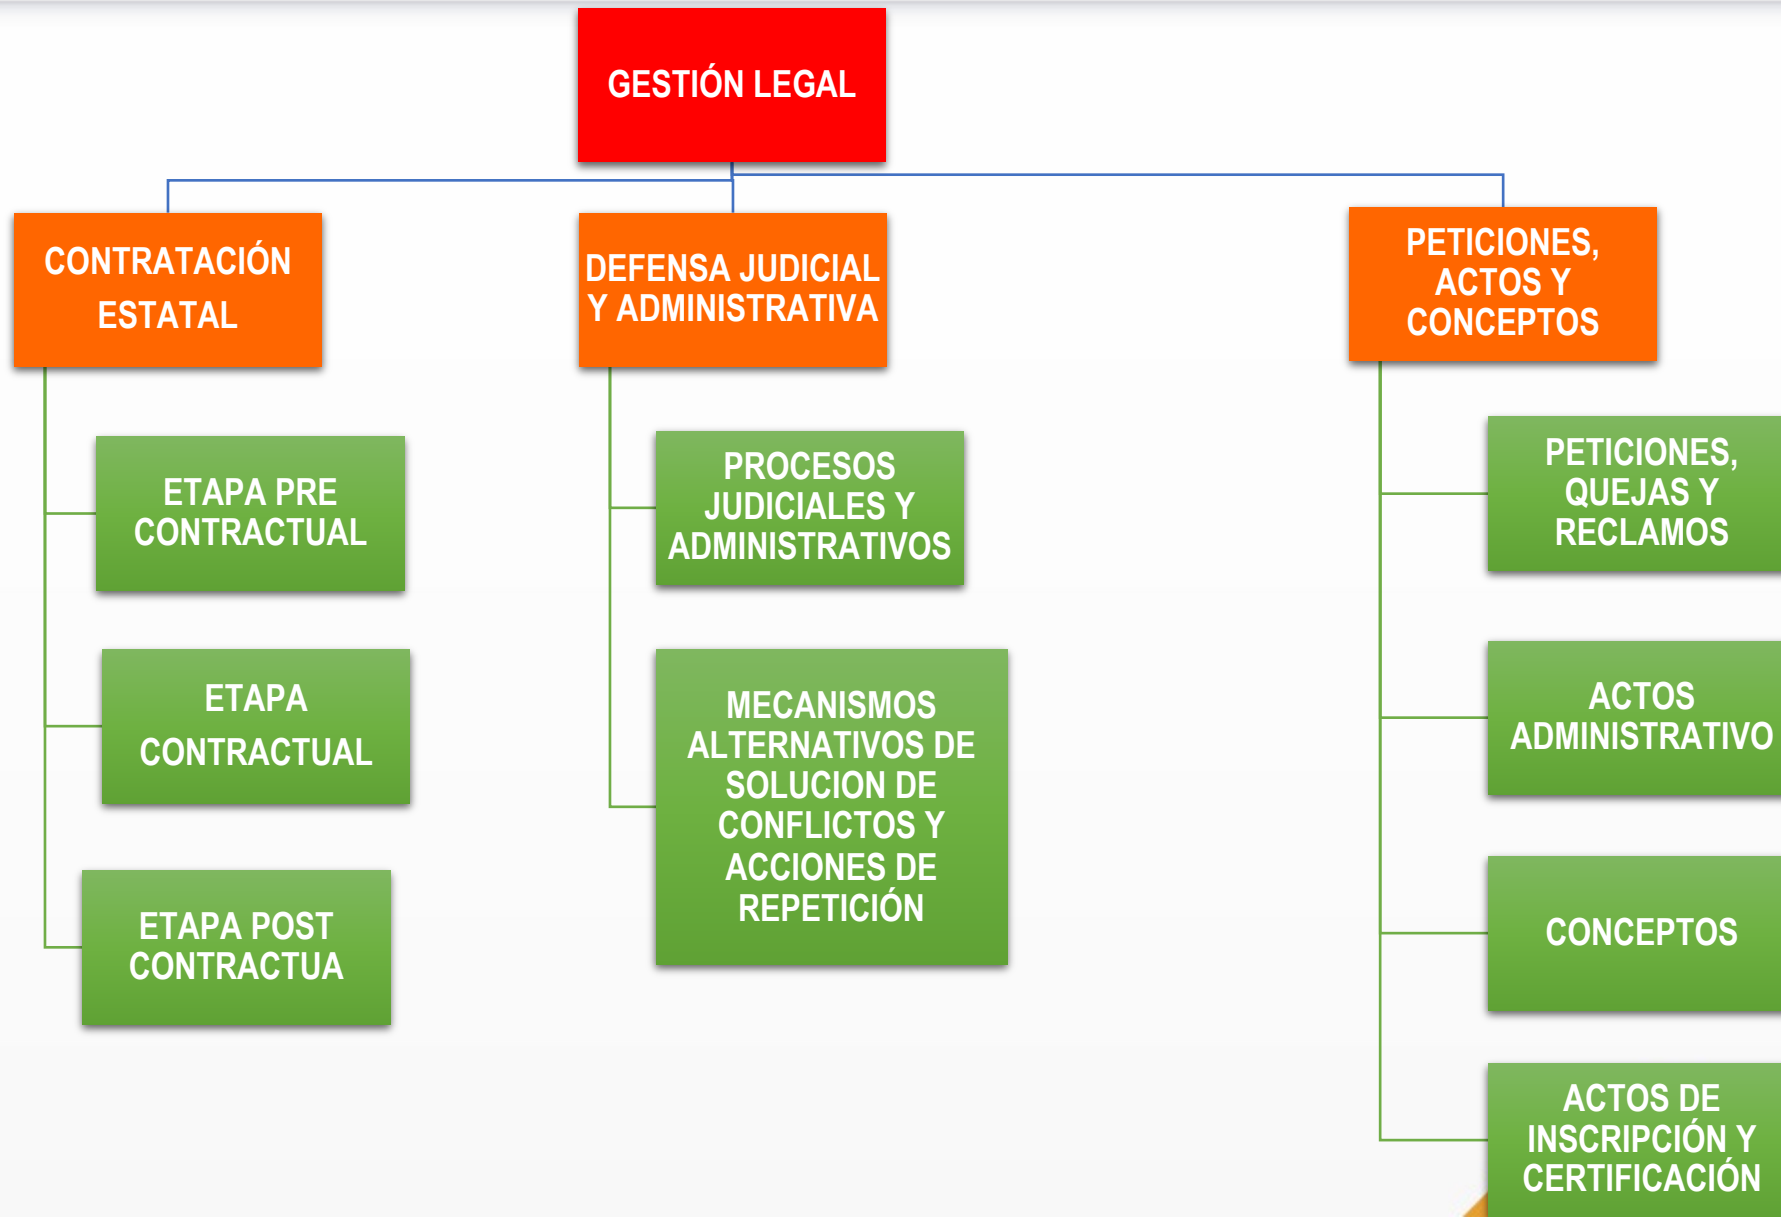 GESTIÓN LEGAL
CONTRATACIÓN
ESTATAL
ETAPA PRE
CONTRACTUAL
ETAPA
CONTRACTUAL
ETAPA POST
CONTRACTUA
DEFENSA JUDICIAL
Y ADMINISTRATIVA
PROCESOS
JUDICIALES Y
ADMINISTRATIVOS
MECANISMOS
ALTERNATIVOS DE
SOLUCION DE
CONFLICTOS Y
ACCIONES DE
REPETICIÓN
PETICIONES,
ACTOS Y
CONCEPTOS
PETICIONES,
QUEJAS Y
RECLAMOS
ACTOS
ADMINISTRATIVO
CONCEPTOS
ACTOS DE
INSCRIPCIÓN Y
CERTIFICACIÓN